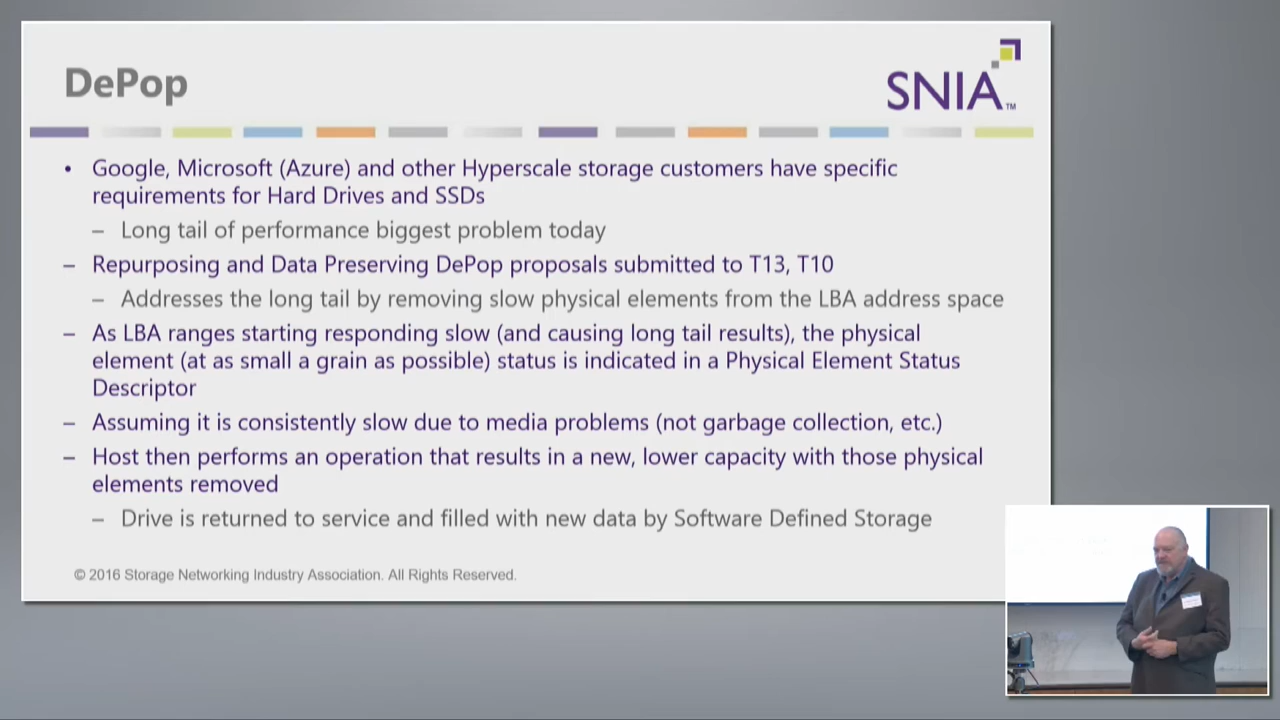 DePop
SNIA™
• Google, Microsoft (Azure) and other Hyperscale storage customers have specific
requirements for Hard Drives and SSDs
– Long tail of performance biggest problem today
– Repurposing and Data Preserving DePop proposals submitted to T13, T10
– Addresses the long tail by removing slow physical elements from the LBA address space
– As LBA ranges starting responding slow (and causing long tail results), the physical
element (at as small a grain as possible) status is indicated in a Physical Element Status
Descriptor
– Assuming it is consistently slow due to media problems (not garbage collection, etc.)
– Host then performs an operation that results in a new, lower capacity with those physical
elements removed
– Drive is returned to service and filled with new data by Software Defined Storage
© 2016 Storage Networking Industry Association. All Rights Reserved.